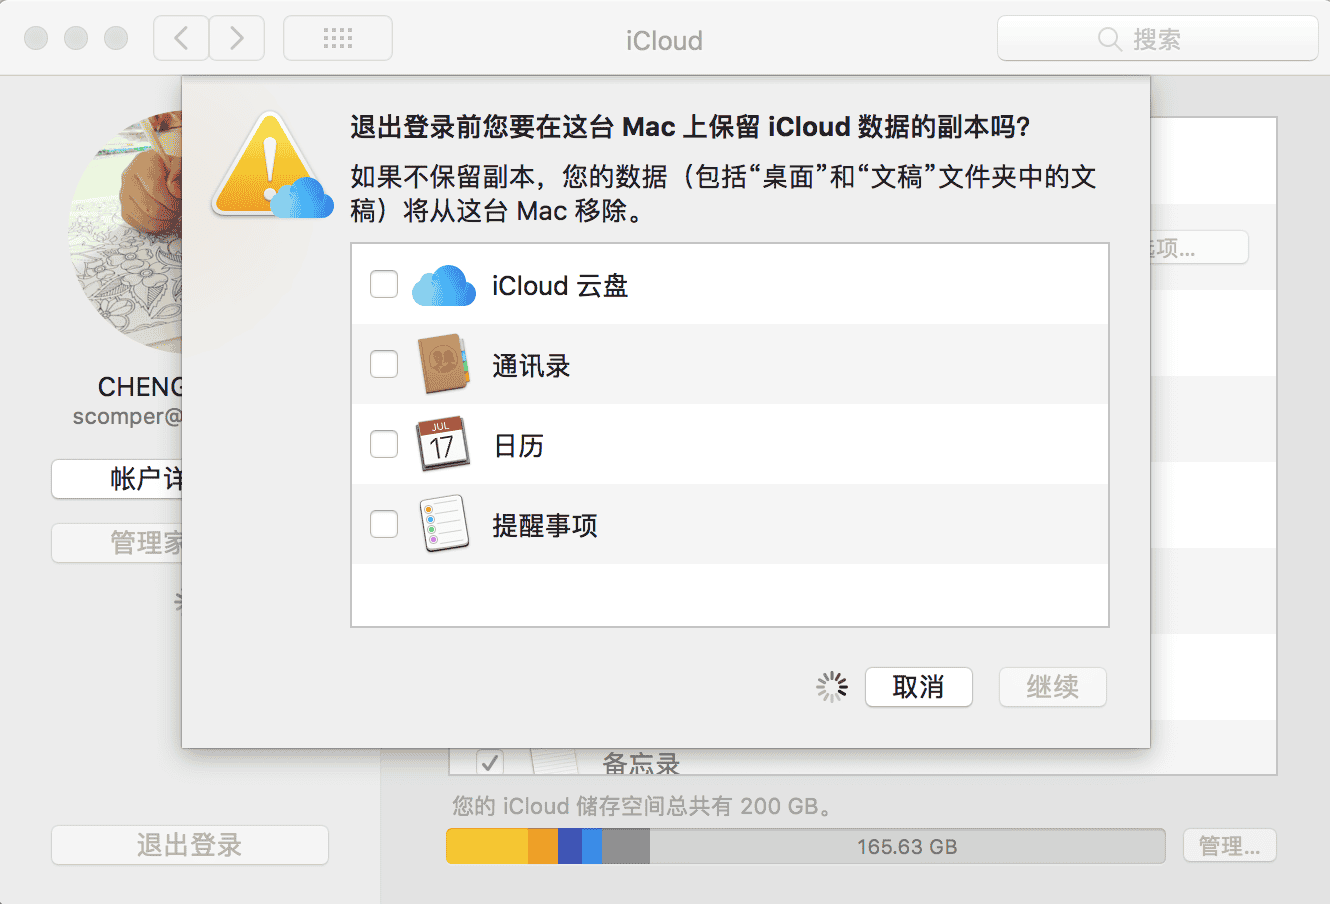 iCloud
搜索
退出登录前您要在这台 Mac 上保留 iCloud 数据的副本吗？
如果不保留副本，您的数据（包括“桌面”和“文稿”文件夹中的文
稿）将从这台 Mac 移除。
iCloud 云盘
通讯录
JUL
17
日历
提醒事项
取消
继续
CHENG
scomper@
帐户详
管理家
退出登录
选项...
备忘录
您的 iCloud 储存空间总共有 200 GB。
165.63 GB
管理...